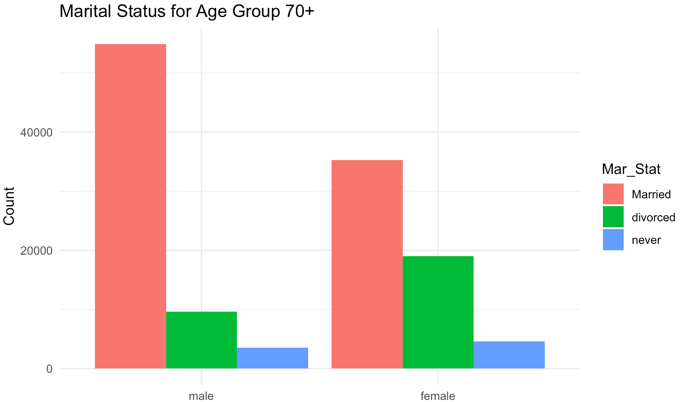 Marital Status for Age Group 70+
Count
40000
20000
0
male
female
Mar_Stat
Married
divorced
never